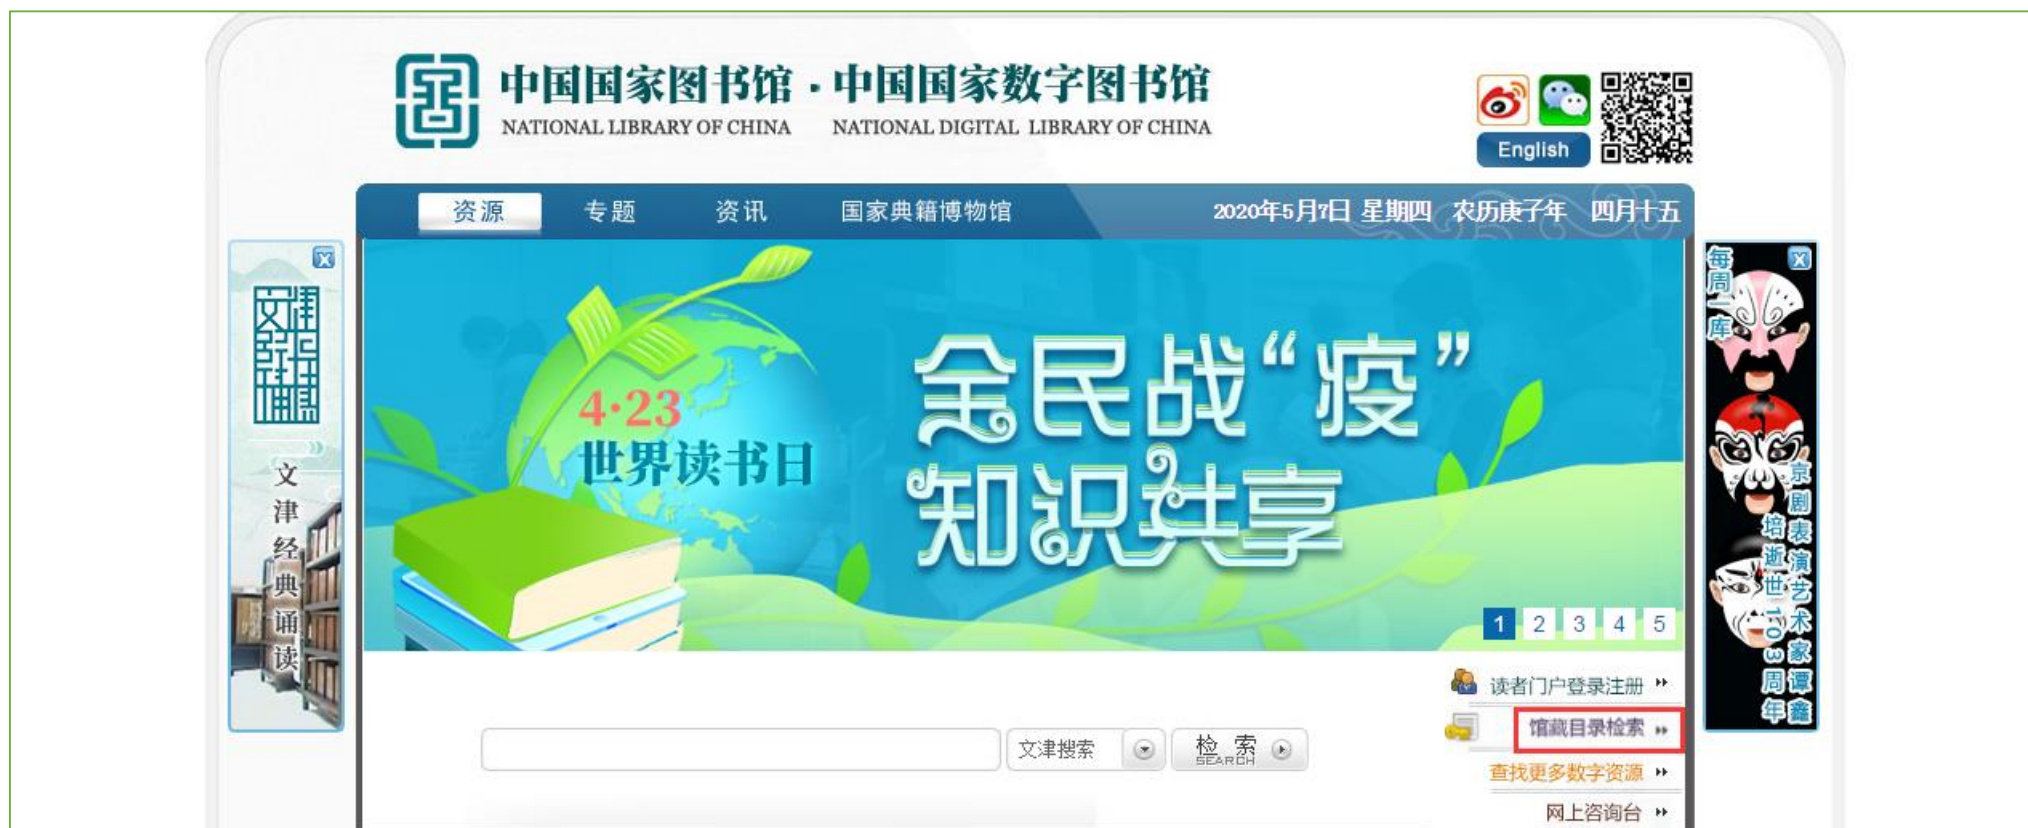 中国国家图书馆·中国国家数字图书馆
NATIONAL LIBRARY OF CHINA NATIONAL DIGITAL LIBRARY OF CHINA
English
资源 专题 资讯 国家典籍博物馆 2020年5月7日 星期四 农历庚子年 四月十五
文津经典诵读
4·23
世界读书日
全民战“疫”
知识共享
1 2 3 4 5
每周一库
京剧表演艺术家谭鑫
培逝世103周年
读者门户登录注册
馆藏目录检索
文津搜索
检 索
SEARCH
查找更多数字资源
网上咨询台